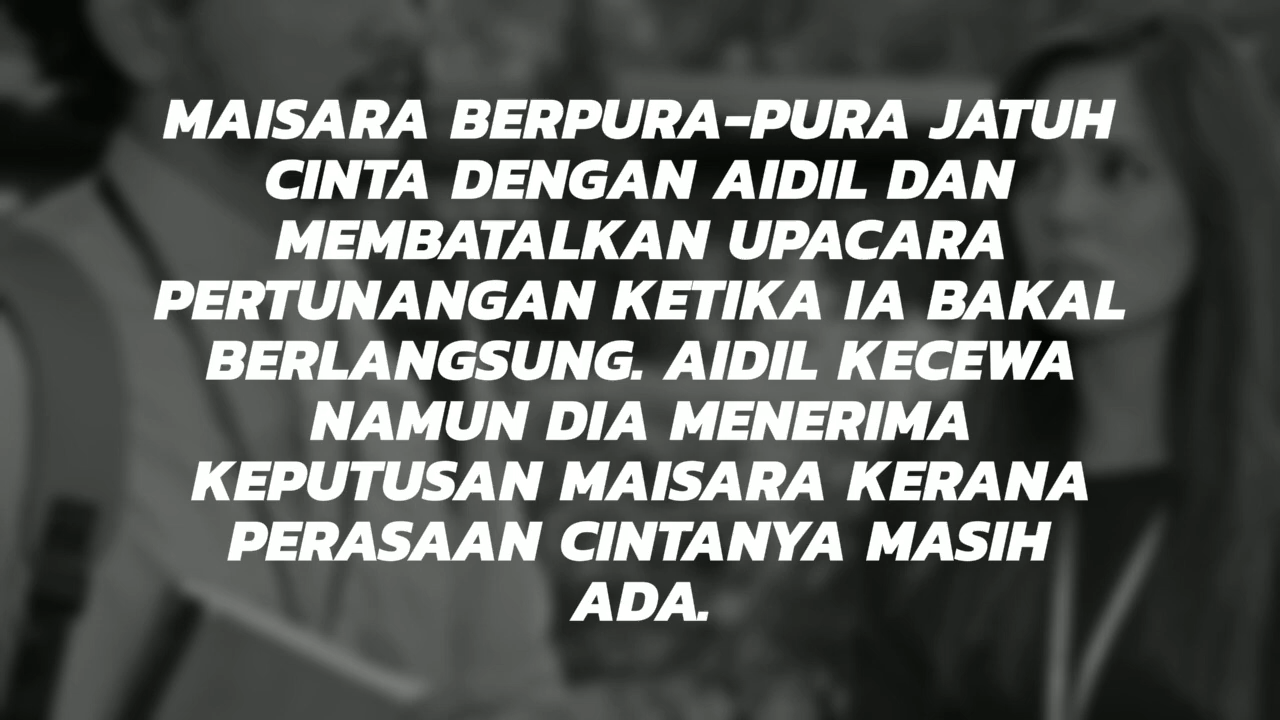 MAISARA BERPURA-PURA JATUH
CINTA DENGAN AIDIL DAN
MEMBATALKAN UPACARA
PERTUNANGAN KETIKA IA BAKAL
BERLANGSUNG. AIDIL KECEWA
NAMUN DIA MENERIMA
KEPUTUSAN MAISARA KERANA
PERASAAN CINTANYA MASIH
ADA.